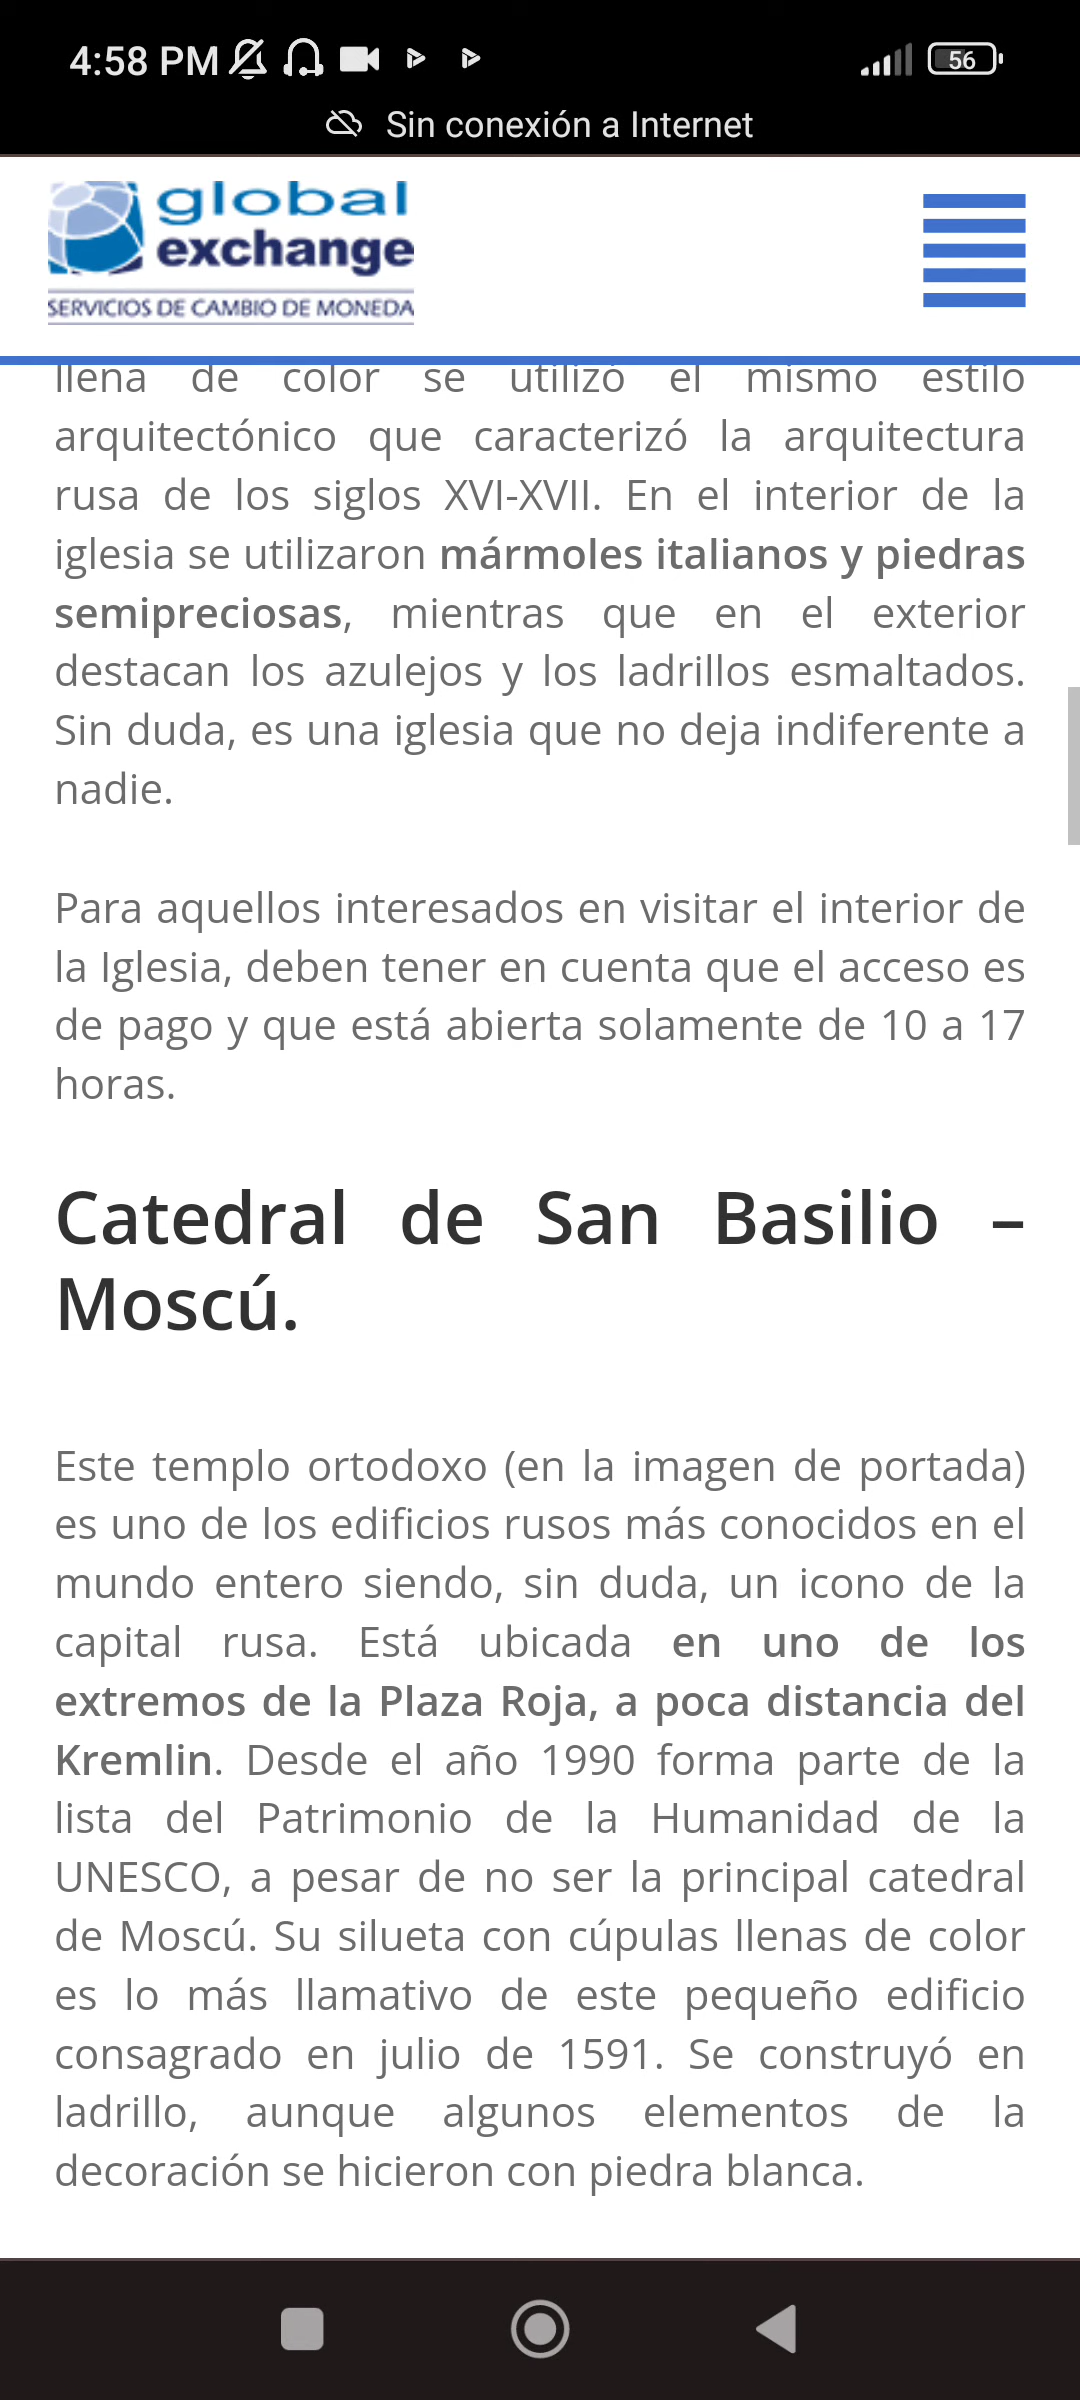 4:58 PM
56
Sin conexión a Internet
global
exchange
SERVICIOS DE CAMBIO DE MONEDA
llena de color se utilizó el mismo estilo
arquitectónico que caracterizó la arquitectura
rusa de los siglos XVI-XVII. En el interior de la
iglesia se utilizaron mármoles italianos y piedras
semipreciosas, mientras que en el exterior
destacan los azulejos y los ladrillos esmaltados.
Sin duda, es una iglesia que no deja indiferente a
nadie.
Para aquellos interesados en visitar el interior de
la Iglesia, deben tener en cuenta que el acceso es
de pago y que está abierta solamente de 10 a 17
horas.
Catedral de San Basilio –
Moscú.
Este templo ortodoxo (en la imagen de portada)
es uno de los edificios rusos más conocidos en el
mundo entero siendo, sin duda, un icono de la
capital rusa. Está ubicada en uno de los
extremos de la Plaza Roja, a poca distancia del
Kremlin. Desde el año 1990 forma parte de la
lista del Patrimonio de la Humanidad de la
UNESCO, a pesar de no ser la principal catedral
de Moscú. Su silueta con cúpulas llenas de color
es lo más llamativo de este pequeño edificio
consagrado en julio de 1591. Se construyó en
ladrillo, aunque algunos elementos de la
decoración se hicieron con piedra blanca.